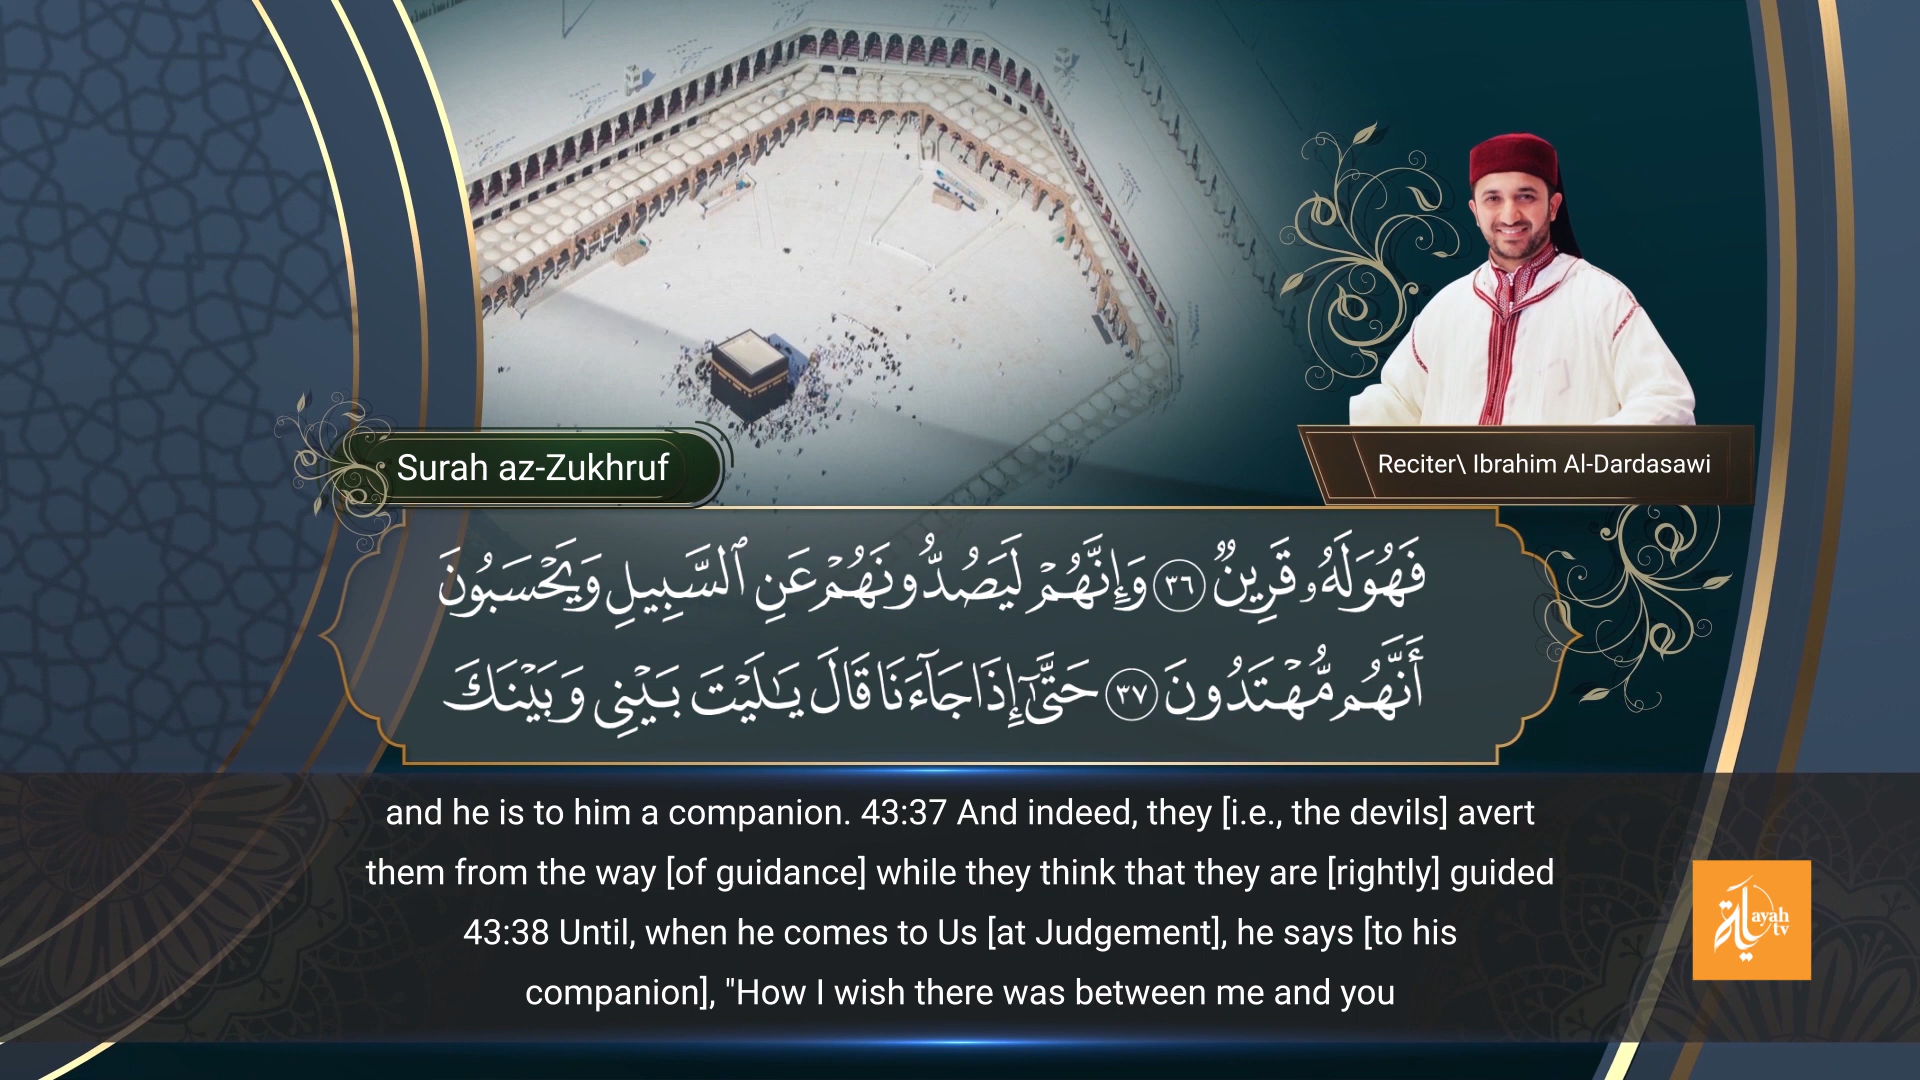 Surah az-Zukhruf
Reciter\ Ibrahim Al-Dardasawi
فَهُوَ لَهُۥ قَرِينٌۭ ٣٦ وَإِنَّهُمْ لَيَصُدُّونَهُمْ عَنِ ٱلسَّبِيلِ وَيَحْسَبُونَ
أَنَّهُم مُّهْتَدُونَ ٣٧ حَتَّىٰٓ إِذَا جَآءَنَا قَالَ يَـٰلَيْتَ بَيْنِى وَبَيْنَكَ
and he is to him a companion. 43:37 And indeed, they [i.e., the devils] avert
them from the way [of guidance] while they think that they are [rightly] guided
43:38 Until, when he comes to Us [at Judgement], he says [to his
companion], "How I wish there was between me and you
آية
ayah
tv